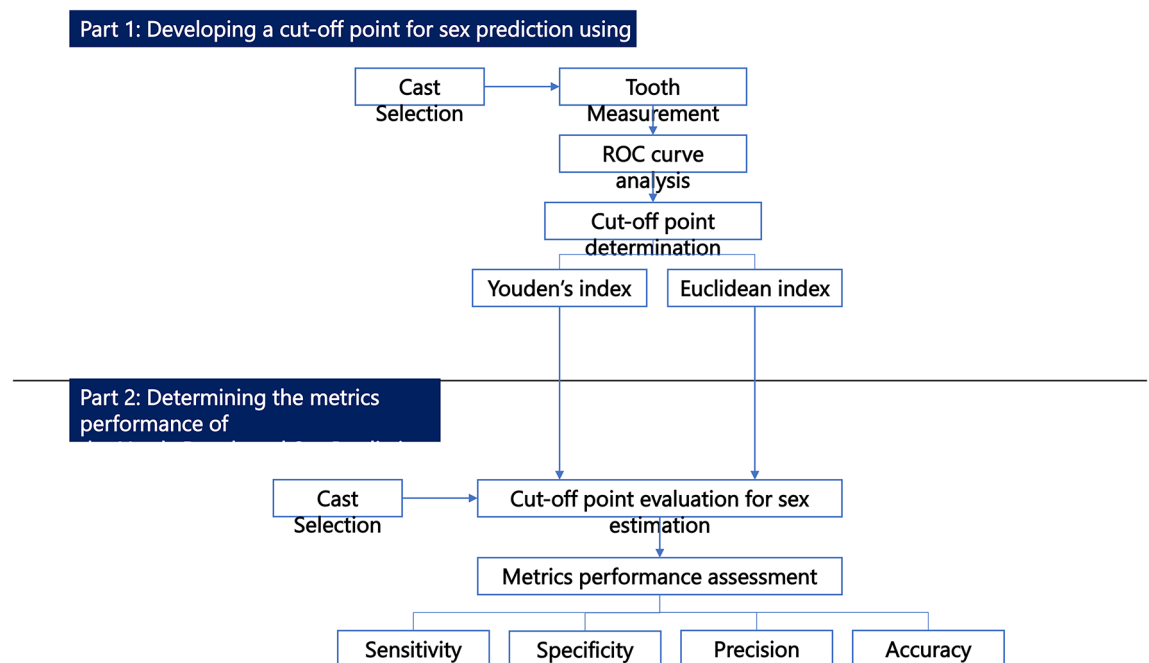 Part 1: Developing a cut-off point for sex prediction using
Cast
Selection
Tooth
Measurement
ROC curve
analysis
Cut-off point
determination
Youden’s index
Euclidean index
Part 2: Determining the metrics
performance of
Cast
Selection
Cut-off point evaluation for sex
estimation
Metrics performance assessment
Sensitivity
Specificity
Precision
Accuracy